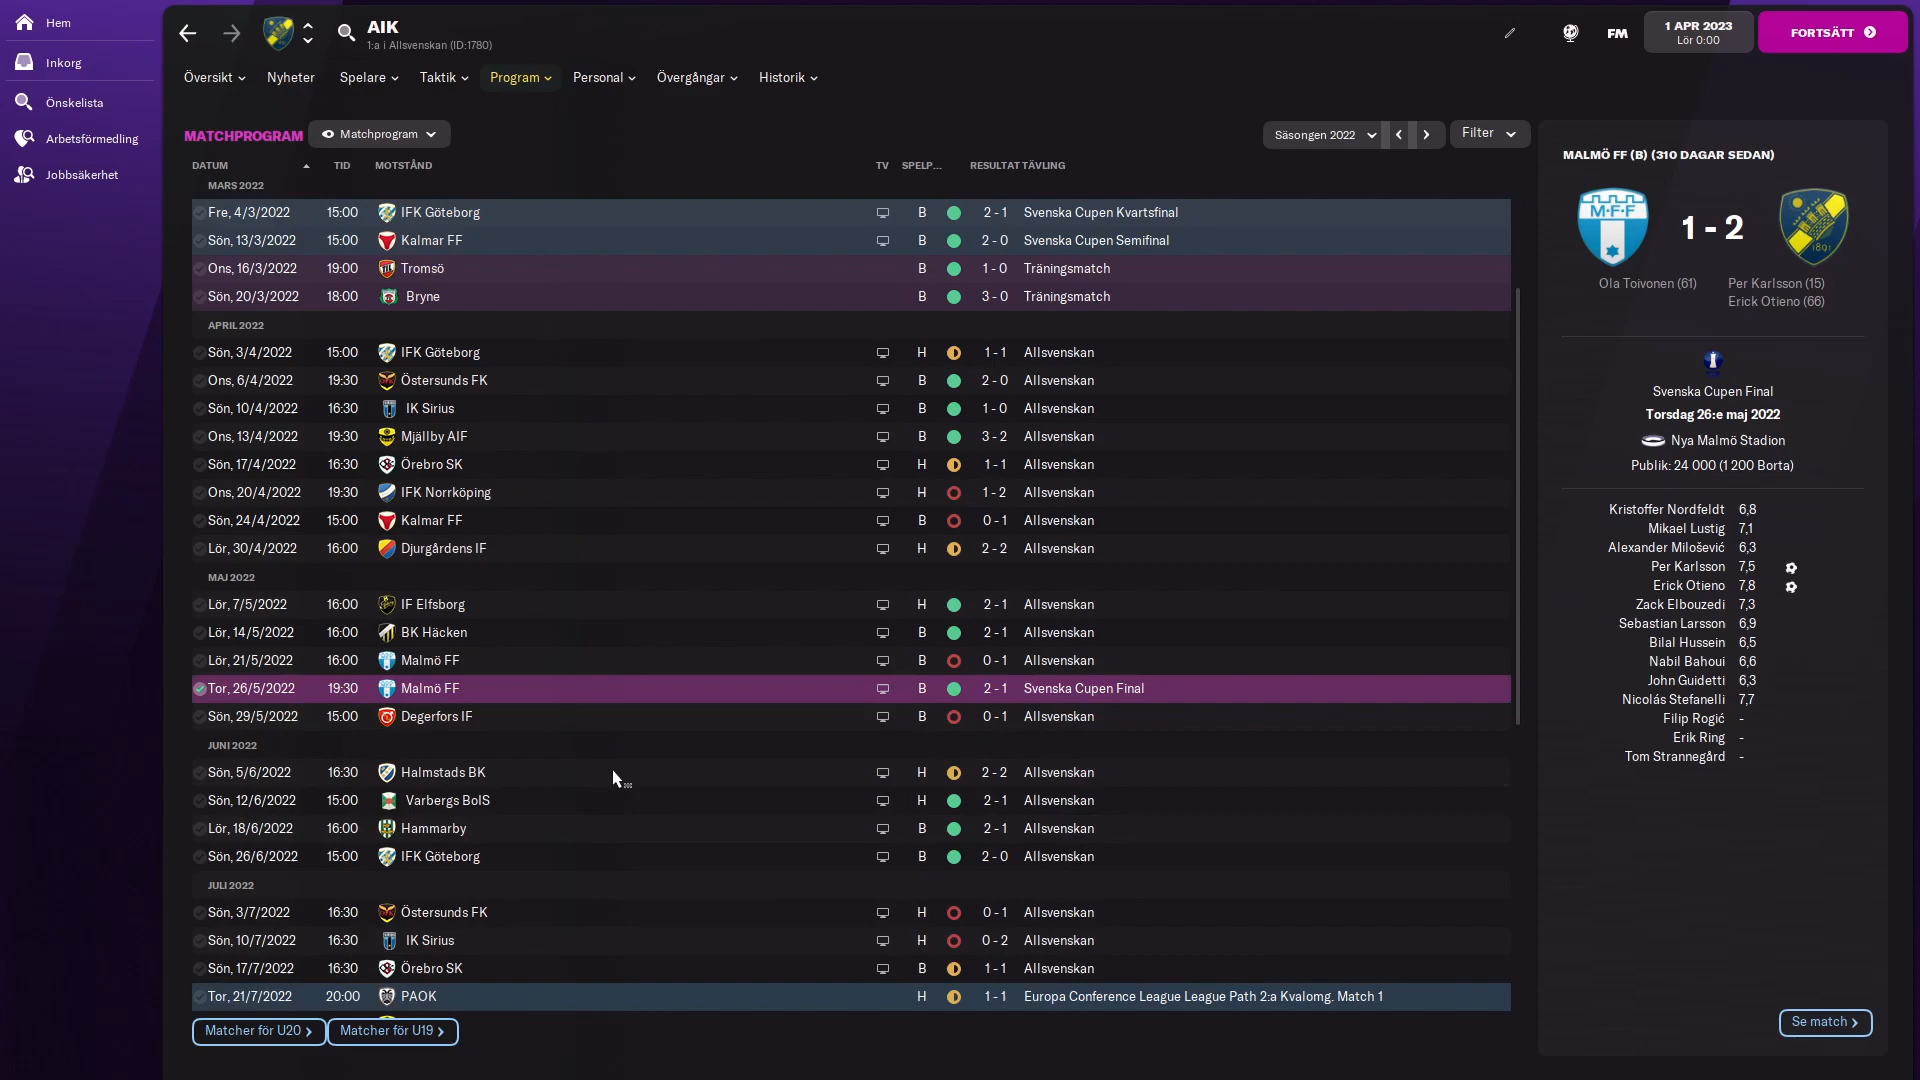 Hem
Inkorg
Önskelista
Arbetsförmedling
Jobbsäkerhet
AIK
1:a i Allsvenskan (ID:1780)
FM
1 APR 2023
Lör 0:00
FORTSÄTT
Översikt Nyheter Spelare Taktik Program Personal Övergångar Historik
MATCHPROGRAM Matchprogram Säsongen 2022 Filter
DATUM TID MOTSTÅND TV SPELP... RESULTAT TÄVLING
MARS 2022
Fre, 4/3/2022 15:00 IFK Göteborg B 2 - 1 Svenska Cupen Kvartsfinal
Sön, 13/3/2022 15:00 Kalmar FF B 2 - 0 Svenska Cupen Semifinal
Ons, 16/3/2022 19:00 Tromsö B 1 - 0 Träningsmatch
Sön, 20/3/2022 18:00 Bryne B 3 - 0 Träningsmatch
APRIL 2022
Sön, 3/4/2022 15:00 IFK Göteborg H 1 - 1 Allsvenskan
Ons, 6/4/2022 19:30 Östersunds FK B 2 - 0 Allsvenskan
Sön, 10/4/2022 16:30 IK Sirius B 1 - 0 Allsvenskan
Ons, 13/4/2022 19:30 Mjällby AIF B 3 - 2 Allsvenskan
Sön, 17/4/2022 16:30 Örebro SK H 1 - 1 Allsvenskan
Ons, 20/4/2022 19:30 IFK Norrköping H 1 - 2 Allsvenskan
Sön, 24/4/2022 15:00 Kalmar FF B 0 - 1 Allsvenskan
Lör, 30/4/2022 16:00 Djurgårdens IF H 2 - 2 Allsvenskan
MAJ 2022
Lör, 7/5/2022 16:00 IF Elfsborg H 2 - 1 Allsvenskan
Lör, 14/5/2022 16:00 BK Häcken B 2 - 1 Allsvenskan
Lör, 21/5/2022 16:00 Malmö FF B 0 - 1 Allsvenskan
Tor, 26/5/2022 19:30 Malmö FF B 2 - 1 Svenska Cupen Final
Sön, 29/5/2022 15:00 Degerfors IF B 0 - 1 Allsvenskan
JUNI 2022
Sön, 5/6/2022 16:30 Halmstads BK H 2 - 2 Allsvenskan
Sön, 12/6/2022 15:00 Varbergs BoIS H 2 - 1 Allsvenskan
Lör, 18/6/2022 16:00 Hammarby B 2 - 1 Allsvenskan
Sön, 26/6/2022 15:00 IFK Göteborg B 2 - 0 Allsvenskan
JULI 2022
Sön, 3/7/2022 16:30 Östersunds FK H 0 - 1 Allsvenskan
Sön, 10/7/2022 16:30 IK Sirius H 0 - 2 Allsvenskan
Sön, 17/7/2022 16:30 Örebro SK B 1 - 1 Allsvenskan
Tor, 21/7/2022 20:00 PAOK H 1 - 1 Europa Conference League League Path 2:a Kvalomg. Match 1
Matcher för U20 Matcher för U19
MALMÖ FF (B) (310 DAGAR SEDAN)
M·F·F
1 - 2
1891
Ola Toivonen (61) Per Karlsson (15)
Erick Otieno (66)
Svenska Cupen Final
Torsdag 26:e maj 2022
Nya Malmö Stadion
Publik: 24 000 (1 200 Borta)
Kristoffer Nordfeldt 6,8
Mikael Lustig 7,1
Alexander Milošević 6,3
Per Karlsson 7,5
Erick Otieno 7,8
Zack Elbouzedi 7,3
Sebastian Larsson 6,9
Bilal Hussein 6,5
Nabil Bahoui 6,6
John Guidetti 6,3
Nicolás Stefanelli 7,7
Filip Rogić -
Erik Ring -
Tom Strannegård -
Se match